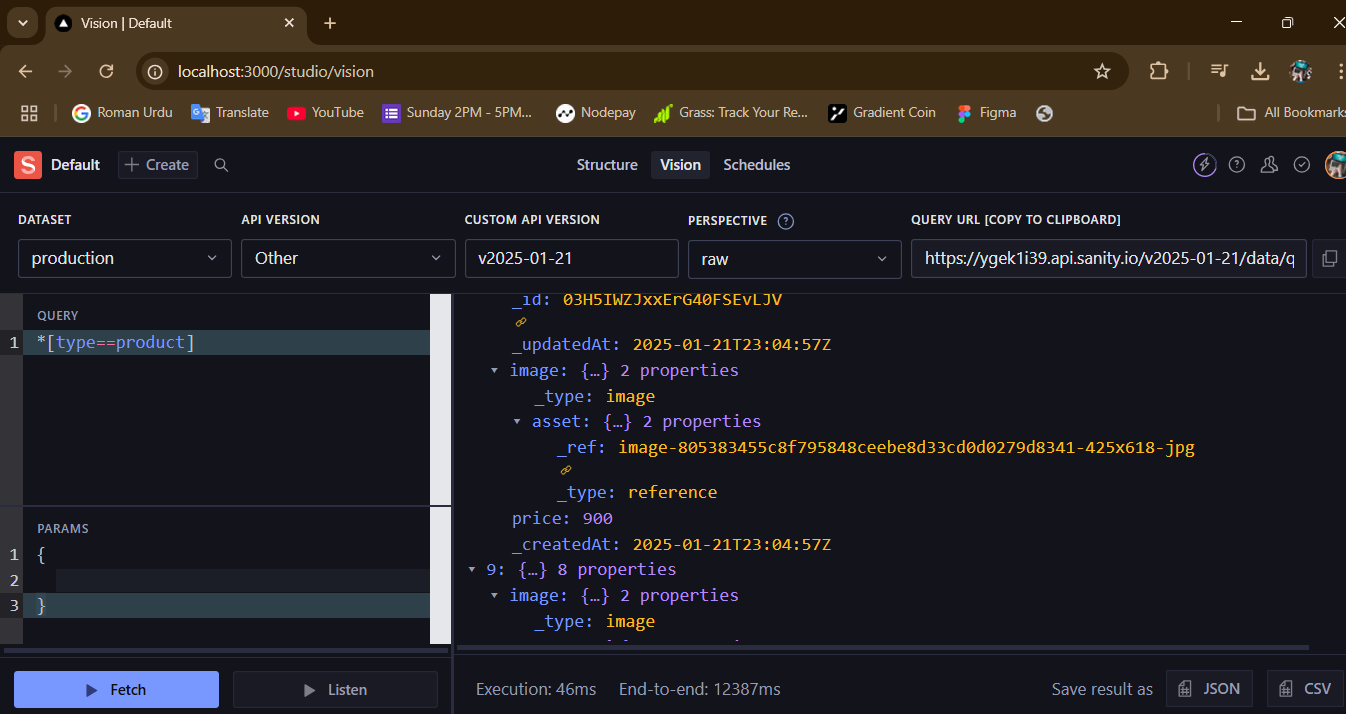 Vision | Default
localhost:3000/studio/vision
Roman Urdu
Translate
YouTube
Sunday 2PM - 5PM...
Nodepay
Grass: Track Your Re...
Gradient Coin
Figma
All Bookmarks
S
Default
Create
Structure
Vision
Schedules
DATASET
API VERSION
CUSTOM API VERSION
PERSPECTIVE
QUERY URL [COPY TO CLIPBOARD]
production
Other
v2025-01-21
raw
https://ygek1i39.api.sanity.io/v2025-01-21/data/q
QUERY
1 *[type==product]
PARAMS
1 {
2
3 }
_id: 03H5IWZJxxErG40FSEvLJV
_updatedAt: 2025-01-21T23:04:57Z
image: {…} 2 properties
_type: image
asset: {…} 2 properties
_ref: image-805383455c8f795848ceebe8d33cd0d0279d8341-425x618-jpg
_type: reference
price: 900
_createdAt: 2025-01-21T23:04:57Z
9: {…} 8 properties
image: {…} 2 properties
_type: image
Fetch
Listen
Execution: 46ms
End-to-end: 12387ms
Save result as
JSON
CSV